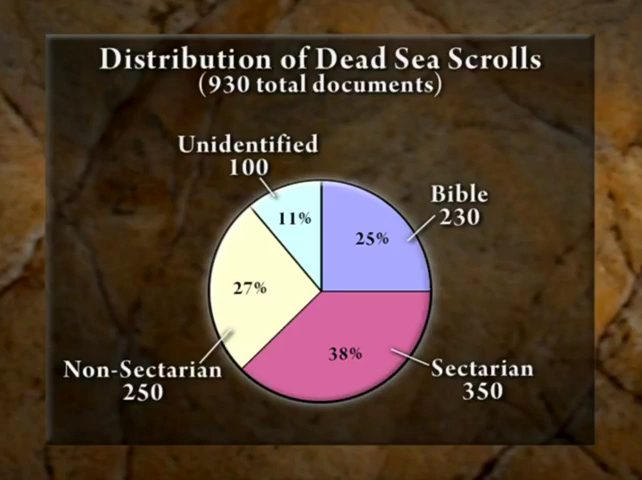 Distribution of Dead Sea Scrolls
(930 total documents)
Unidentified
100
Bible
230
11%
25%
27%
38%
Non-Sectarian
250
Sectarian
350